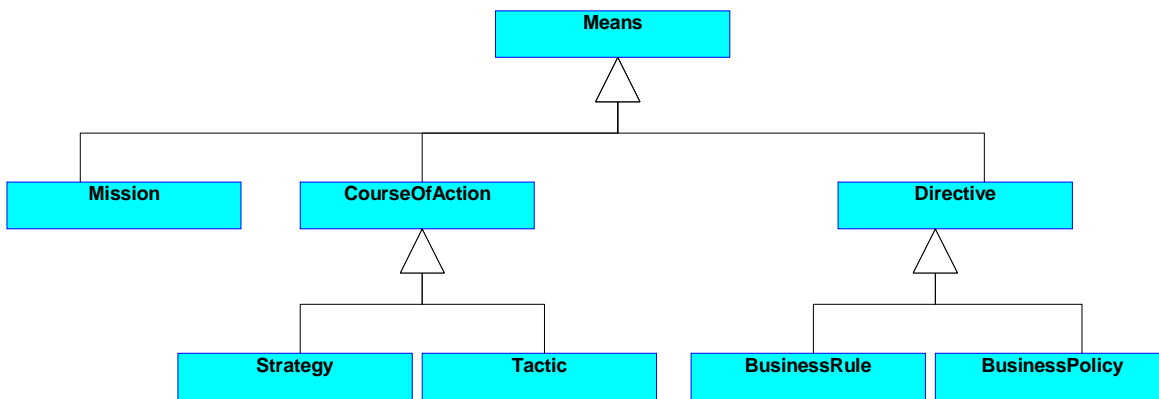 Means
Mission
CourseOfAction
Directive
Strategy
Tactic
BusinessRule
BusinessPolicy